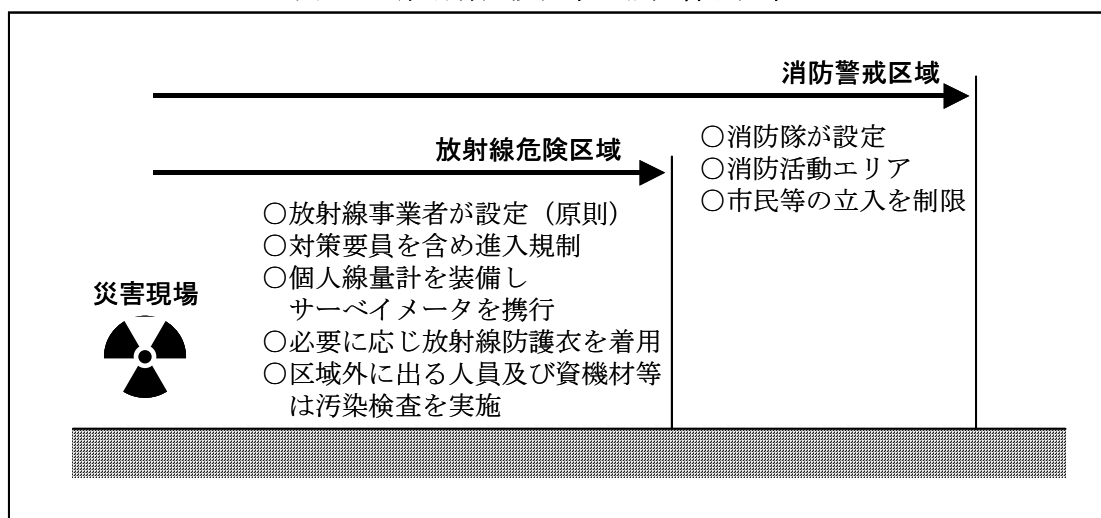 消防警戒区域
○消防隊が設定
○消防活動エリア
○市民等の立入を制限
放射線危険区域
○放射線事業者が設定（原則）
○対策要員を含め進入規制
○個人線量計を装備し
サーベイメータを携行
○必要に応じ放射線防護衣を着用
○区域外に出る人員及び資機材等
は汚染検査を実施
災害現場